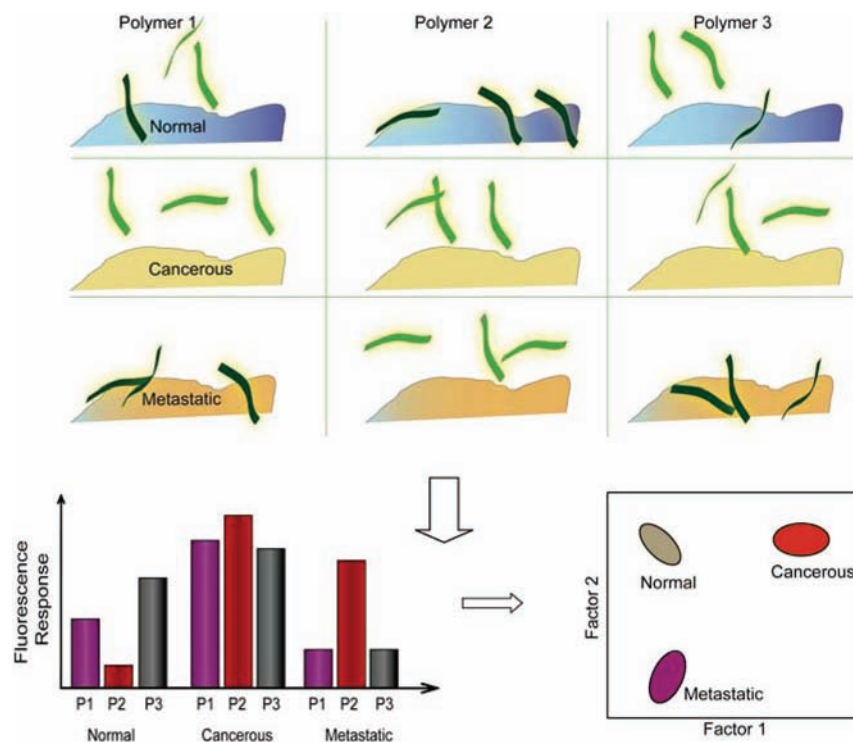 Polymer 1
Polymer 2
Polymer 3
Normal
Cancerous
Metastatic
Fluorescence
Response
P1 P2 P3
P1 P2 P3
P1 P2 P3
Normal
Cancerous
Metastatic
Factor 2
Normal
Cancerous
Metastatic
Factor 1